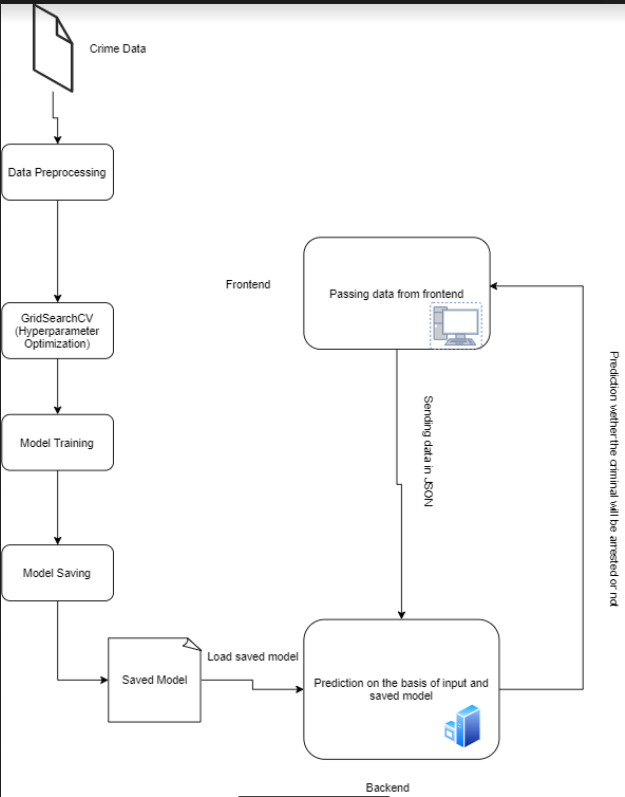 Crime Data
Data Preprocessing
GridSearchCV
(Hyperparameter
Optimization)
Model Training
Model Saving
Saved Model
Load saved model
Frontend
Passing data from frontend
Sending data in JSON
Prediction wether the criminal will be arrested or not
Prediction on the basis of input and
saved model
Backend